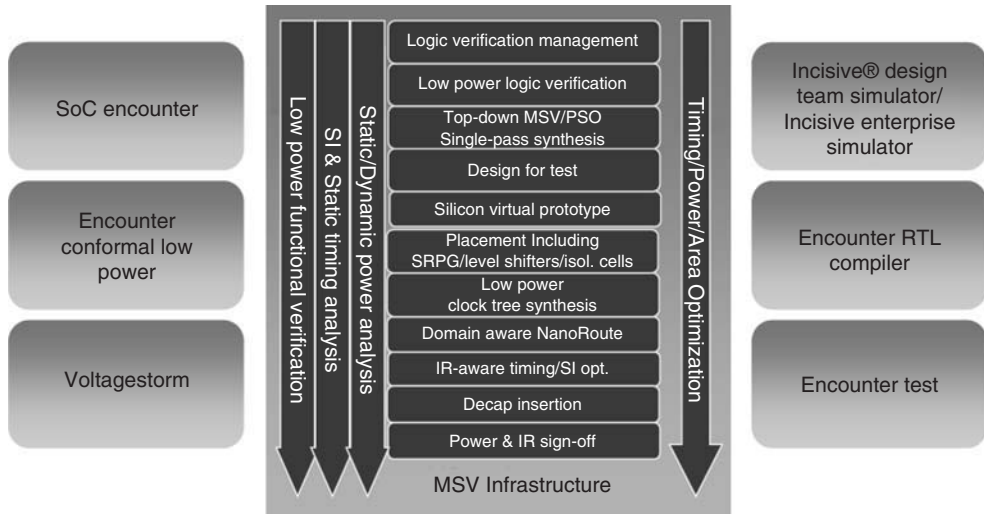 SoC encounter
Encounter
conformal low
power
Voltagestorm
Low power functional verification
SI & Static timing analysis
Static/Dynamic power analysis
Logic verification management
Low power logic verification
Top-down MSV/PSO
Single-pass synthesis
Design for test
Silicon virtual prototype
Placement Including
SRPG/level shifters/isol. cells
Low power
clock tree synthesis
Domain aware NanoRoute
IR-aware timing/SI opt.
Decap insertion
Power & IR sign-off
MSV Infrastructure
Timing/Power/Area Optimization
Incisive® design
team simulator/
Incisive enterprise
simulator
Encounter RTL
compiler
Encounter test